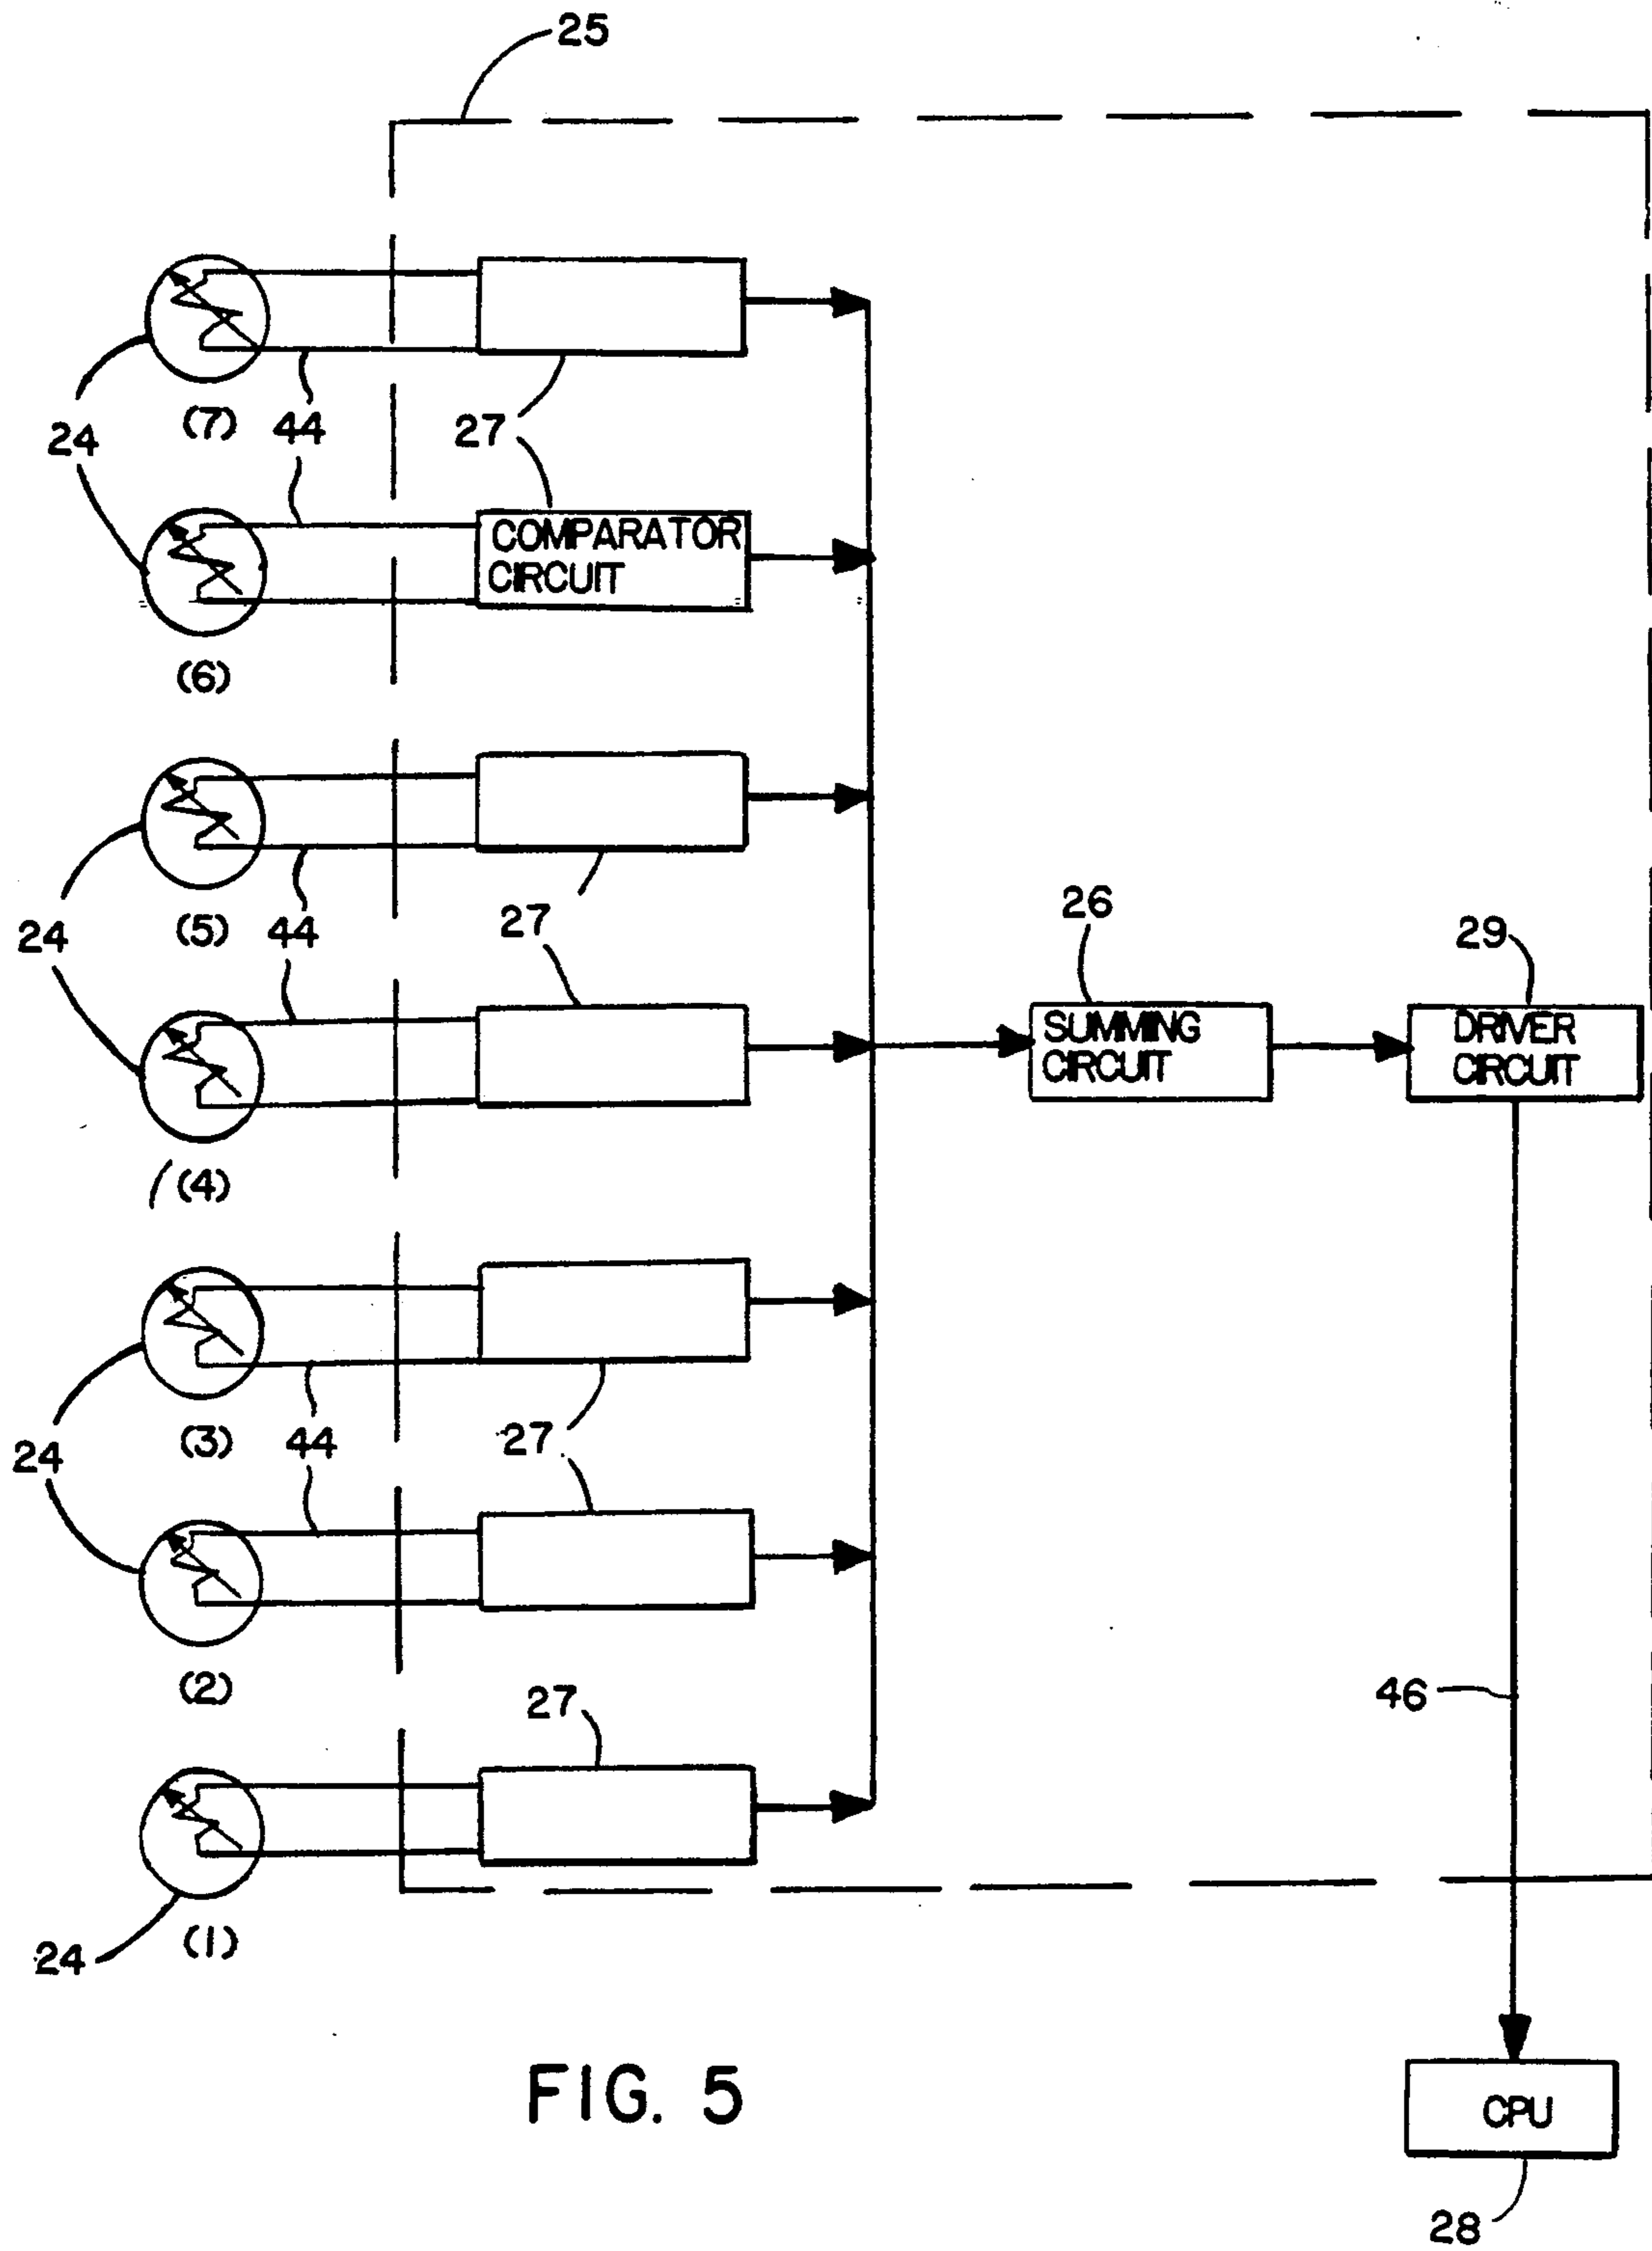 25
(7)
44
27
24
COMPARATOR
CIRCUIT
(6)
26
29
(5)
44
27
24
SUMMING
CIRCUIT
DRIVER
CIRCUIT
(4)
(3)
44
27
24
(2)
27
46
(1)
24
FIG. 5
CPU
28